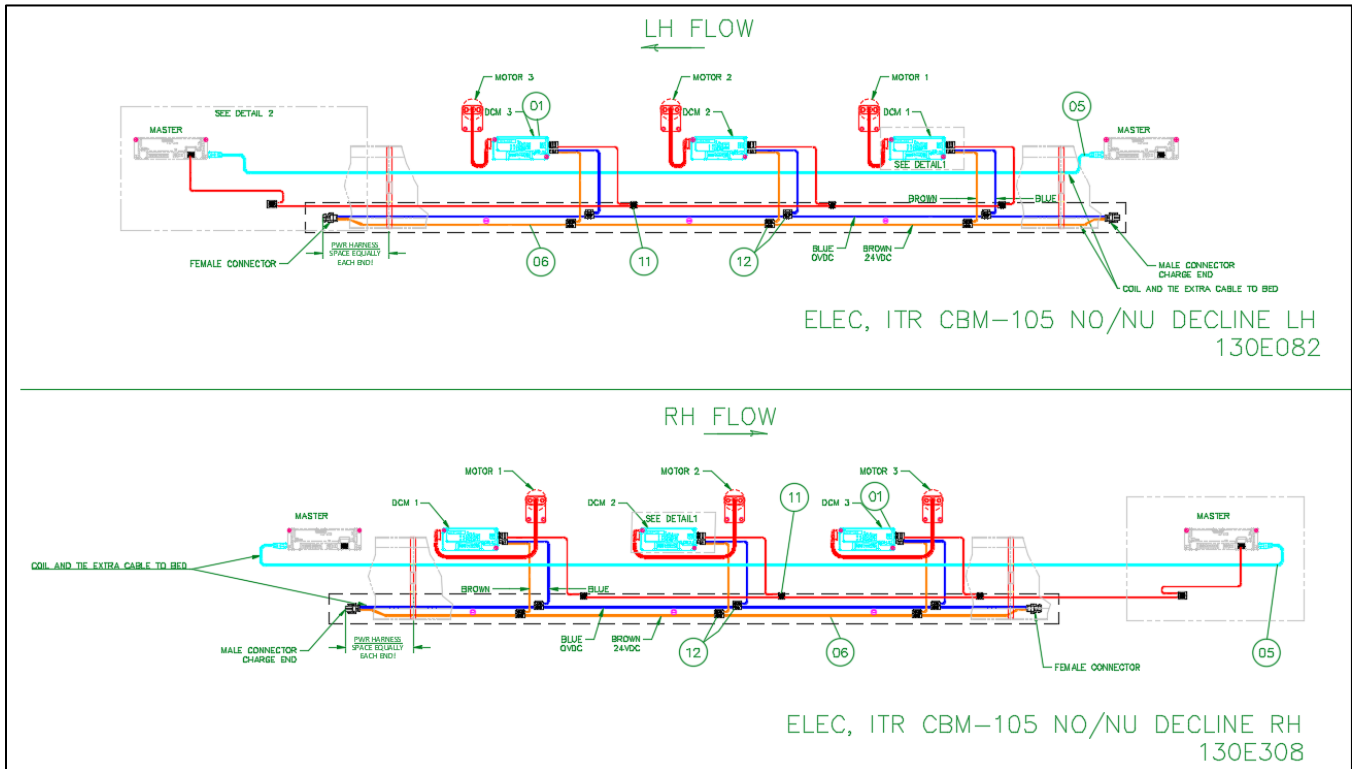 LH FLOW
MOTOR 3
MOTOR 2
MOTOR 1
SEE DETAIL 2
DCM 3
01
DCM 2
DCM 1
05
MASTER
MASTER
SEE DETAIL1
BROWN
BLUE
FEMALE CONNECTOR
PWR HARNESS
SPACE EQUALLY
EACH END!
06
11
12
BLUE
0VDC
BROWN
24VDC
MALE CONNECTOR
CHARGE END
COIL AND TIE EXTRA CABLE TO BED
ELEC, ITR CBM-105 NO/NU DECLINE LH
130E082
RH FLOW
MOTOR 1
MOTOR 2
MOTOR 3
DCM 1
DCM 2
11
DCM 3
01
MASTER
SEE DETAIL1
MASTER
COIL AND TIE EXTRA CABLE TO BED
BROWN
BLUE
MALE CONNECTOR
CHARGE END
PWR HARNESS
SPACE EQUALLY
EACH END!
BLUE
0VDC
BROWN
24VDC
12
06
05
FEMALE CONNECTOR
ELEC, ITR CBM-105 NO/NU DECLINE RH
130E308